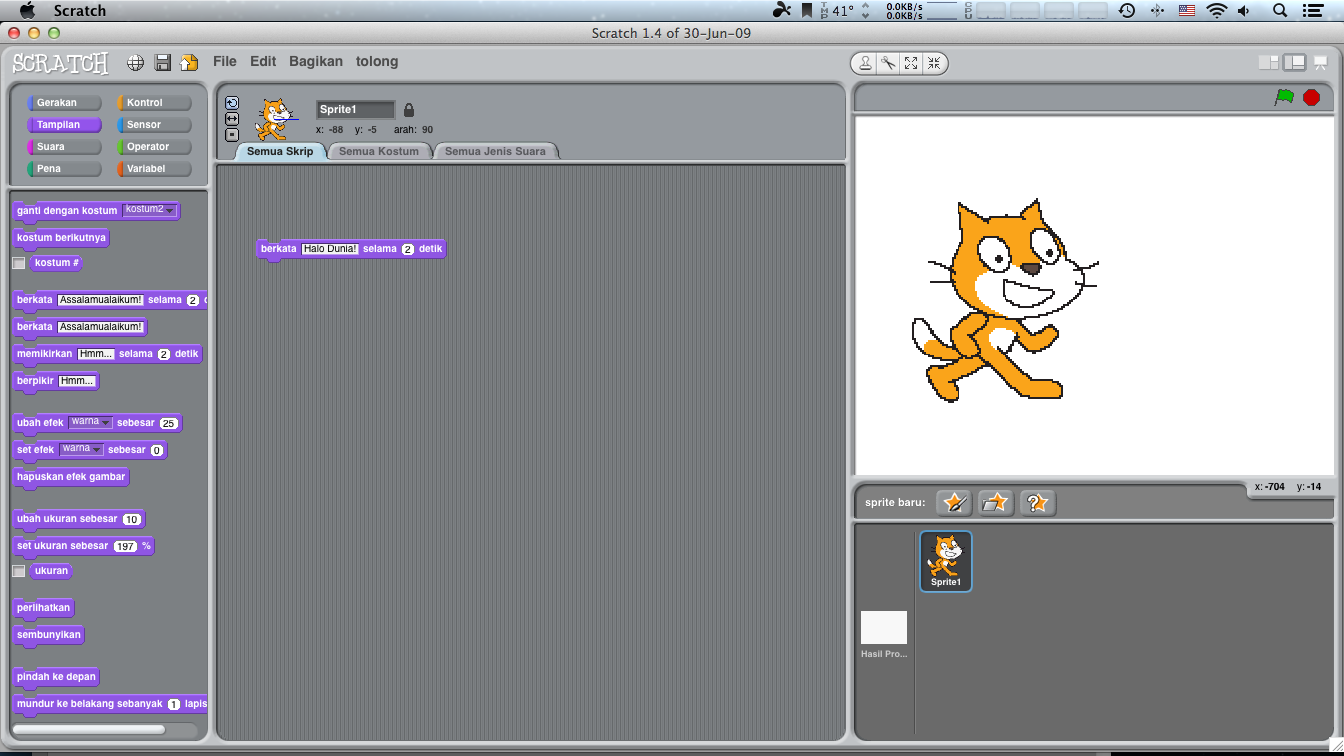 Scratch
TMP 41° 0.0KB/s
0.0KB/s
CPU
Scratch 1.4 of 30-Jun-09
SCRATCH File Edit Bagikan tolong
Gerakan Kontrol
Tampilan Sensor
Suara Operator
Pena Variabel
Sprite1
x: -88 y: -5 arah: 90
Semua Skrip Semua Kostum Semua Jenis Suara
ganti dengan kostum kostum2
kostum berikutnya
kostum #
berkata Assalamualaikum! selama 2 d
berkata Assalamualaikum!
memikirkan Hmm... selama 2 detik
berpikir Hmm...
ubah efek warna sebesar 25
set efek warna sebesar 0
hapuskan efek gambar
ubah ukuran sebesar 10
set ukuran sebesar 197 %
ukuran
perlihatkan
sembunyikan
pindah ke depan
mundur ke belakang sebanyak 1 lapis
berkata Halo Dunia! selama 2 detik
x: -704 y: -14
sprite baru:
Sprite1
Hasil Pro...